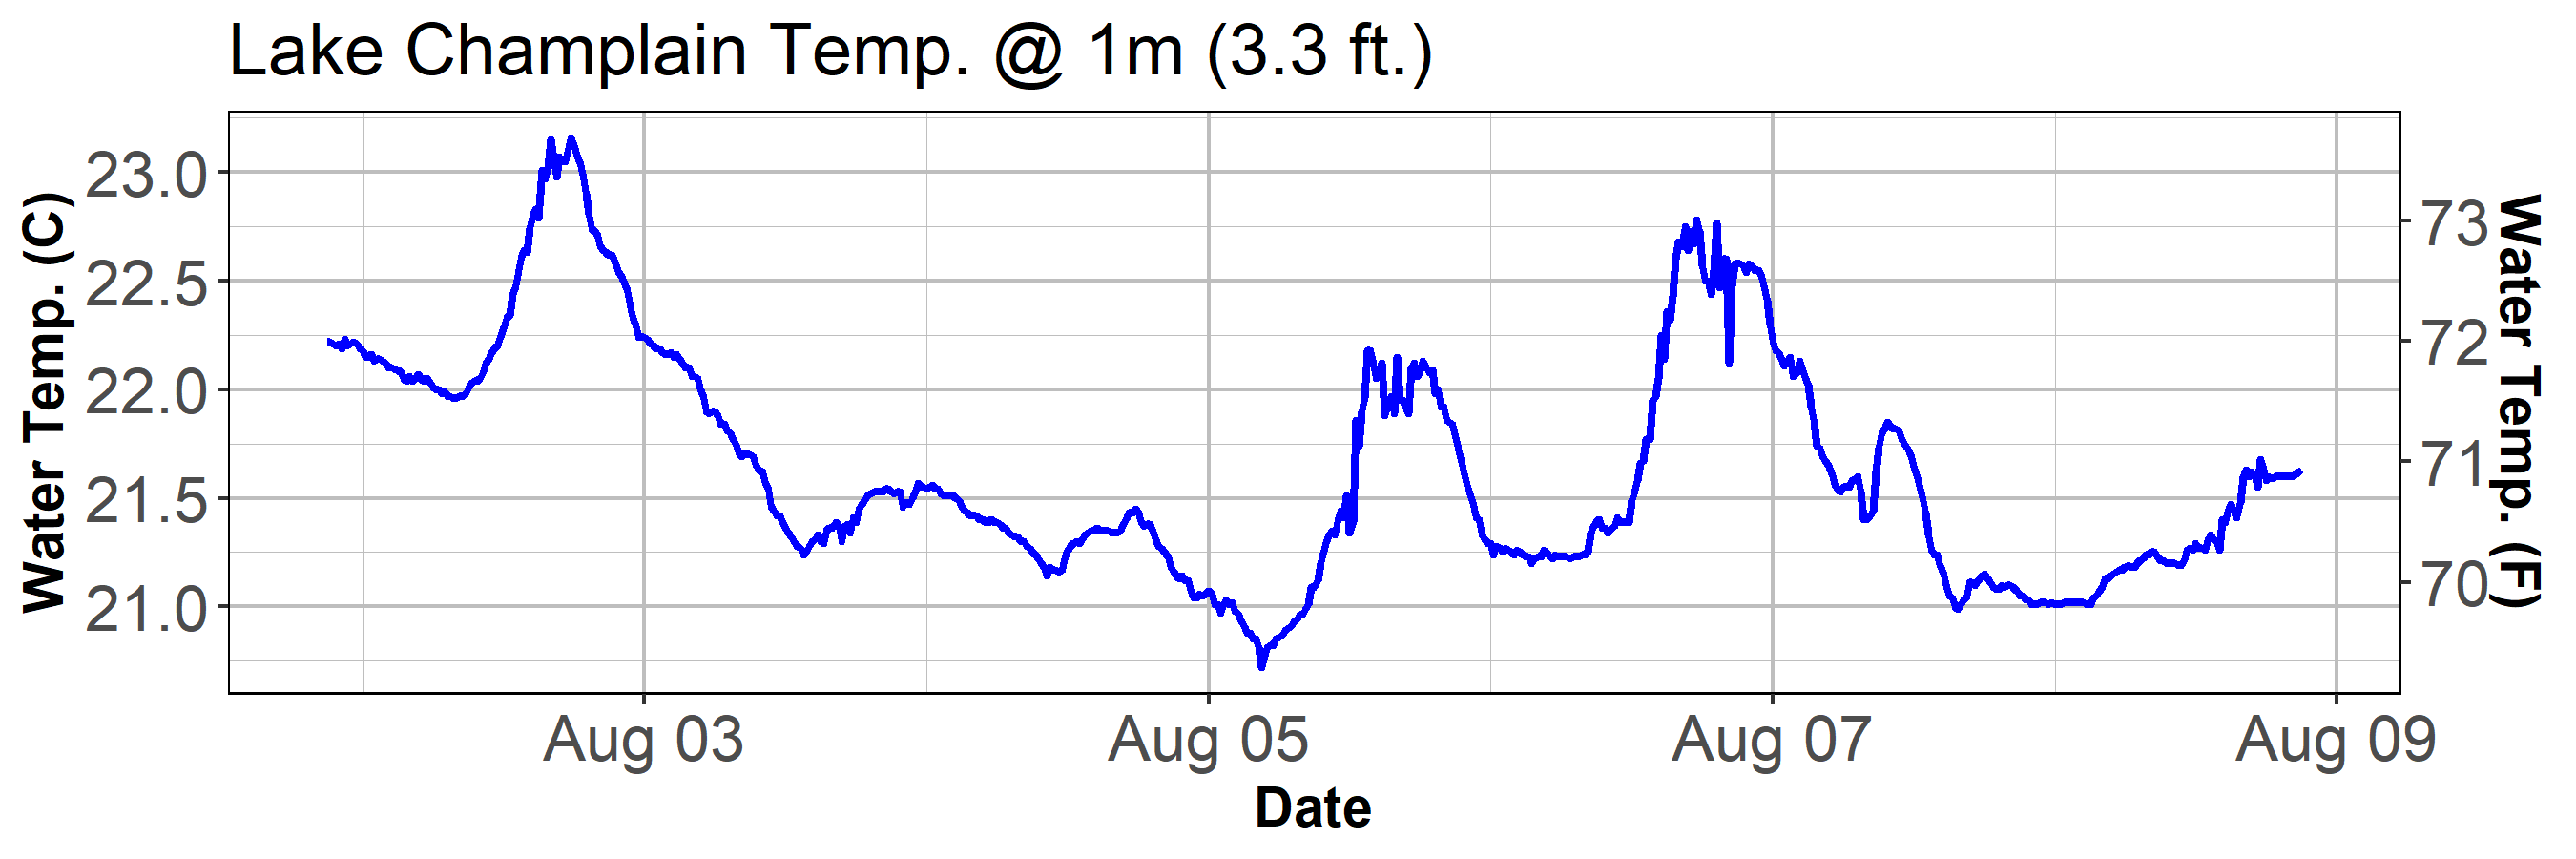 Lake Champlain Temp. @ 1m (3.3 ft.)
Water Temp. (C)
23.0
22.5
22.0
21.5
21.0
73
72
71
70
Water Temp. (F)
Aug 03 Aug 05 Aug 07 Aug 09
Date